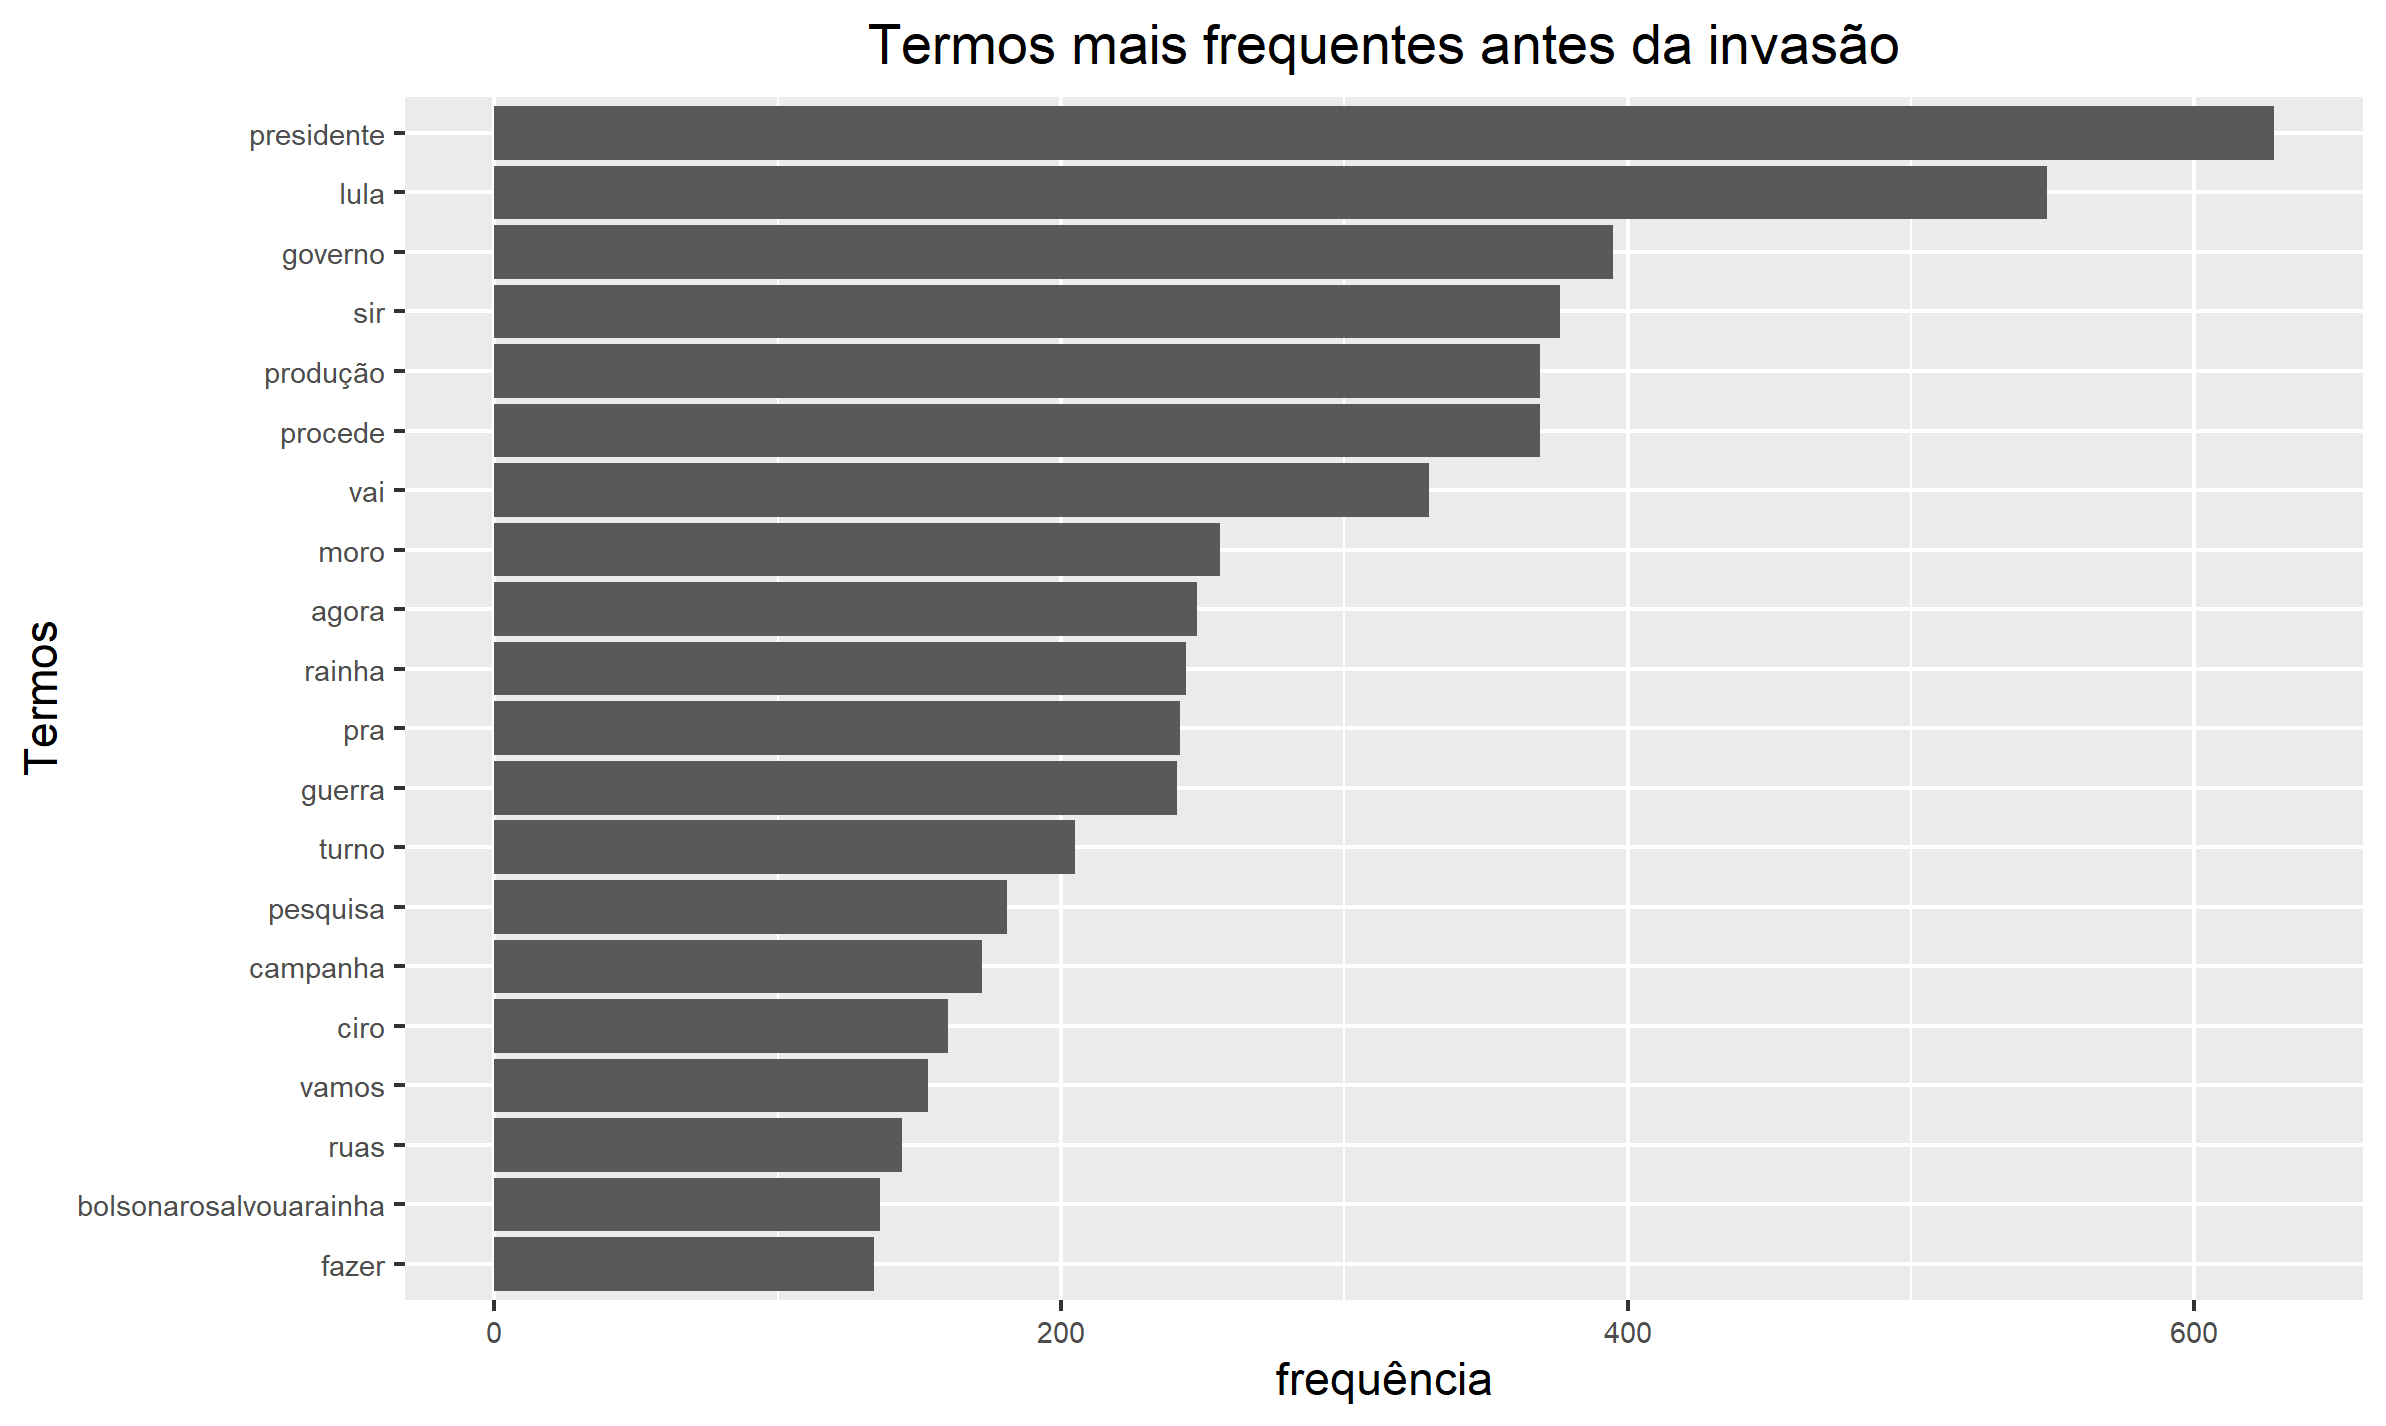 Termos mais frequentes antes da invasão
Termos
presidente
lula
governo
sir
produção
procede
vai
moro
agora
rainha
pra
guerra
turno
pesquisa
campanha
ciro
vamos
ruas
bolsonarosalvouarainha
fazer
0 200 400 600
frequência